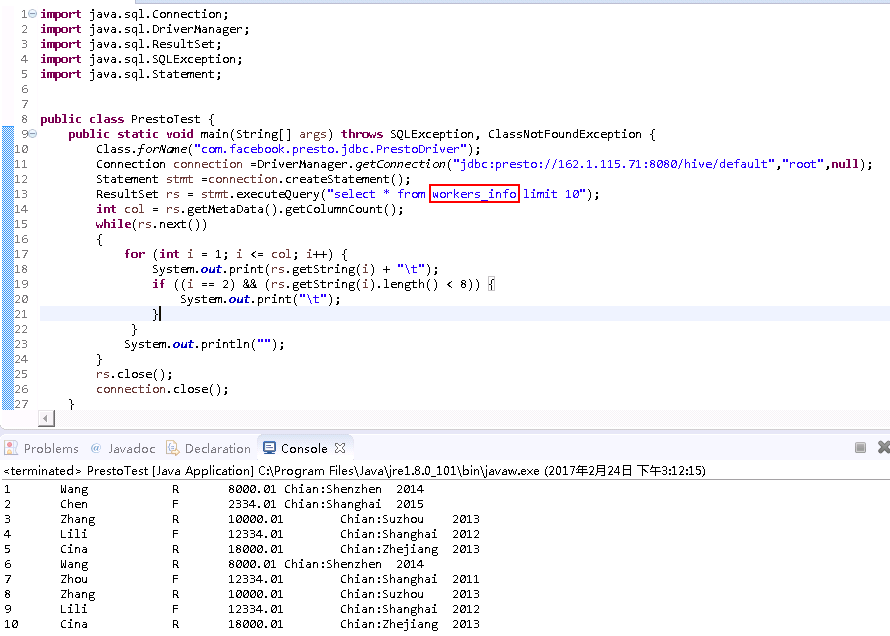 1 import java.sql.Connection;
2 import java.sql.DriverManager;
3 import java.sql.ResultSet;
4 import java.sql.SQLException;
5 import java.sql.Statement;
6
7
8 public class PrestoTest {
9 public static void main(String[] args) throws SQLException, ClassNotFoundException {
10 Class.forName("com.facebook.presto.jdbc.PrestoDriver");
11 Connection connection =DriverManager.getConnection("jdbc:presto://162.1.115.71:8080/hive/default","root",null);
12 Statement stmt =connection.createStatement();
13 ResultSet rs = stmt.executeQuery("select * from workers_info limit 10");
14 int col = rs.getMetaData().getColumnCount();
15 while(rs.next())
16 {
17 for (int i = 1; i <= col; i++) {
18 System.out.print(rs.getString(i) + "\t");
19 if ((i == 2) && (rs.getString(i).length() < 8)) {
20 System.out.print("\t");
21 }
22 }
23 System.out.println("");
24 }
25 rs.close();
26 connection.close();
27 }
Problems Javadoc Declaration Console
<terminated> PrestoTest [Java Application] C:\Program Files\Java\jre1.8.0_101\bin\javaw.exe (2017年2月24日 下午3:12:15)
1 Wang R 8000.01 Chian:Shenzhen 2014
2 Chen F 2334.01 Chian:Shanghai 2015
3 Zhang R 10000.01 Chian:Suzhou 2013
4 Lili F 12334.01 Chian:Shanghai 2012
5 Cina R 18000.01 Chian:Zhejiang 2013
6 Wang R 8000.01 Chian:Shenzhen 2014
7 Zhou F 12334.01 Chian:Shanghai 2011
8 Zhang R 10000.01 Chian:Suzhou 2013
9 Lili F 12334.01 Chian:Shanghai 2012
10 Cina R 18000.01 Chian:Zhejiang 2013